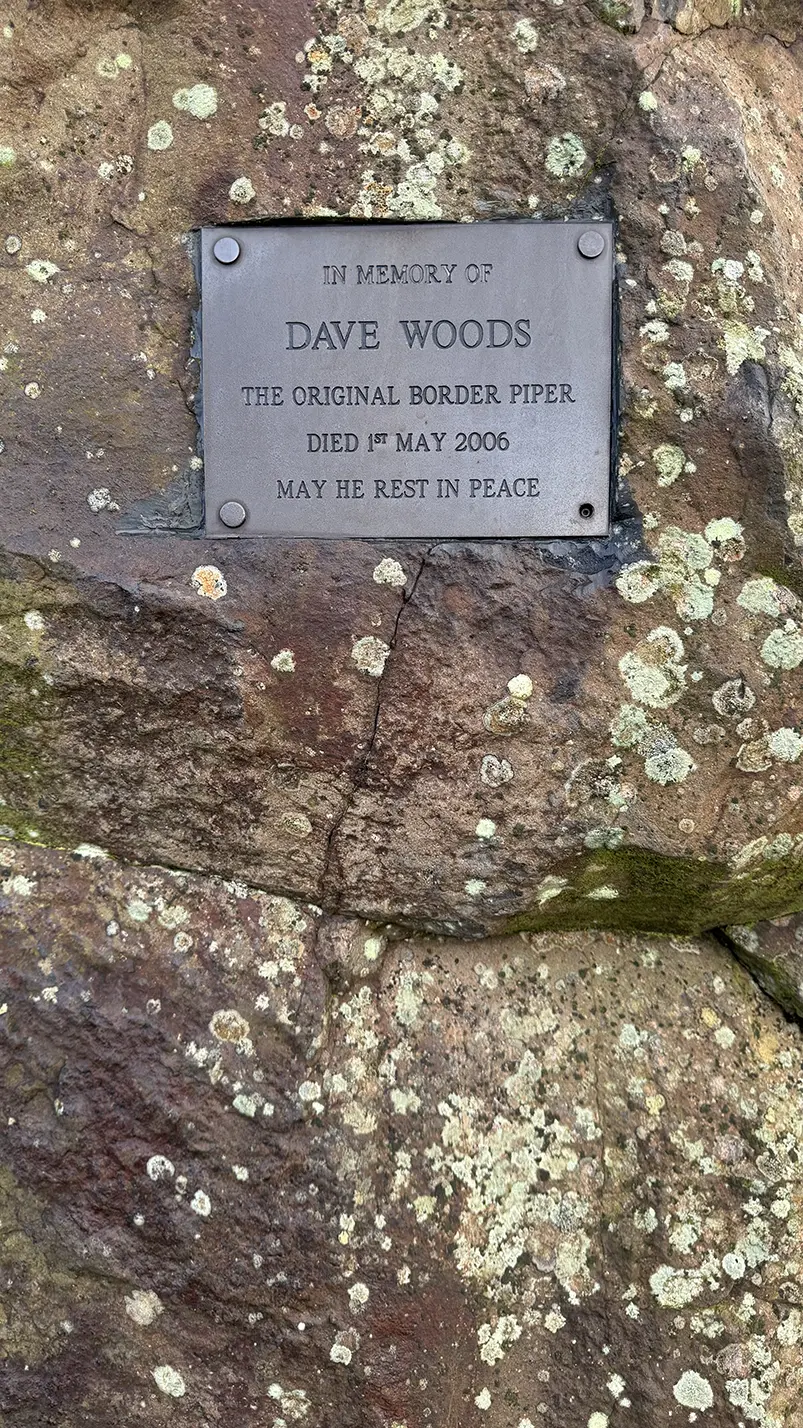 IN MEMORY OF
DAVE WOODS
THE ORIGINAL BORDER PIPER
DIED 1ST MAY 2006
MAY HE REST IN PEACE